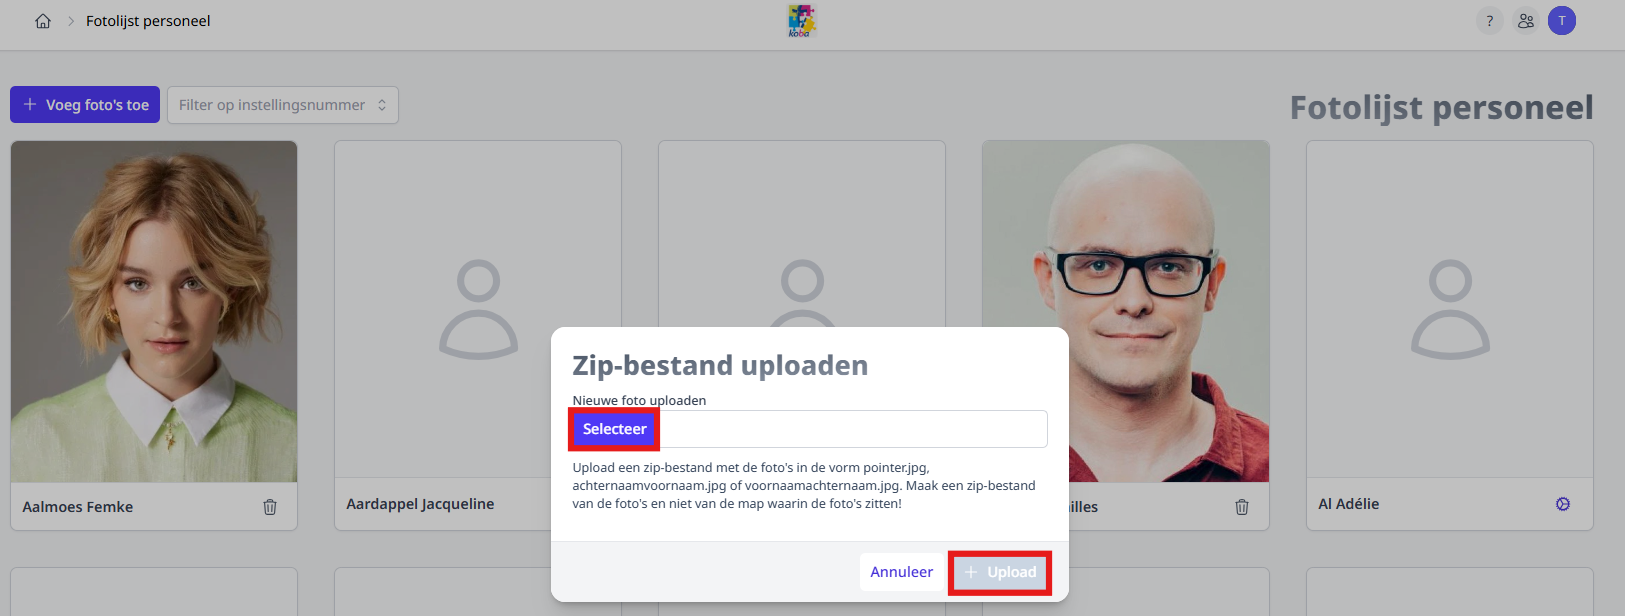 Fotolijst personeel
koba
?
T
+ Voeg foto's toe
Filter op instellingsnummer
Fotolijst personeel
Zip-bestand uploaden
Nieuwe foto uploaden
Selecteer
Upload een zip-bestand met de foto's in de vorm pointer.jpg,
achternaamvoornaam.jpg of voornaamachternaam.jpg. Maak een zip-bestand
van de foto's en niet van de map waarin de foto's zitten!
Annuleer
+ Upload
Aalmoes Femke
Aardappel Jacqueline
illes
Al Adélie